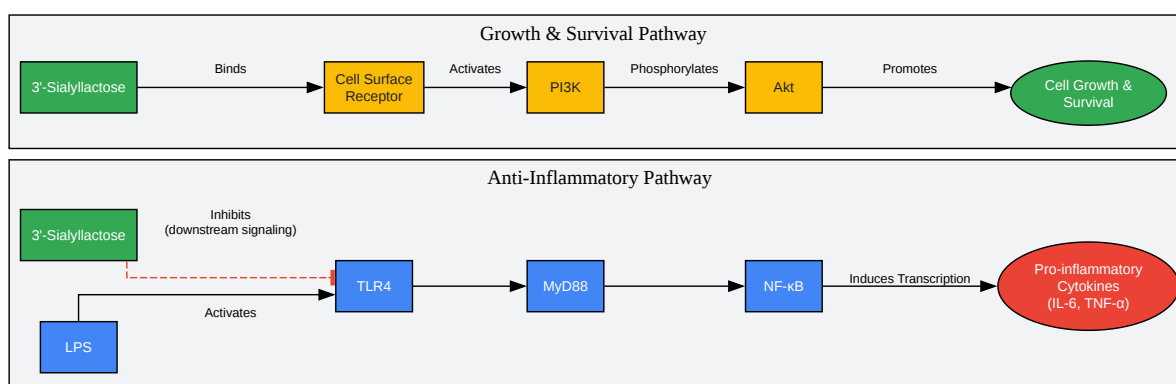 Growth & Survival Pathway
3'-Sialyllactose
Binds
Cell Surface
Receptor
Activates
PI3K
Phosphorylates
Akt
Promotes
Cell Growth &
Survival
Anti-Inflammatory Pathway
3'-Sialyllactose
Inhibits
(downstream signaling)
LPS
Activates
TLR4
MyD88
NF-κB
Induces Transcription
Pro-inflammatory
Cytokines
(IL-6, TNF-α)